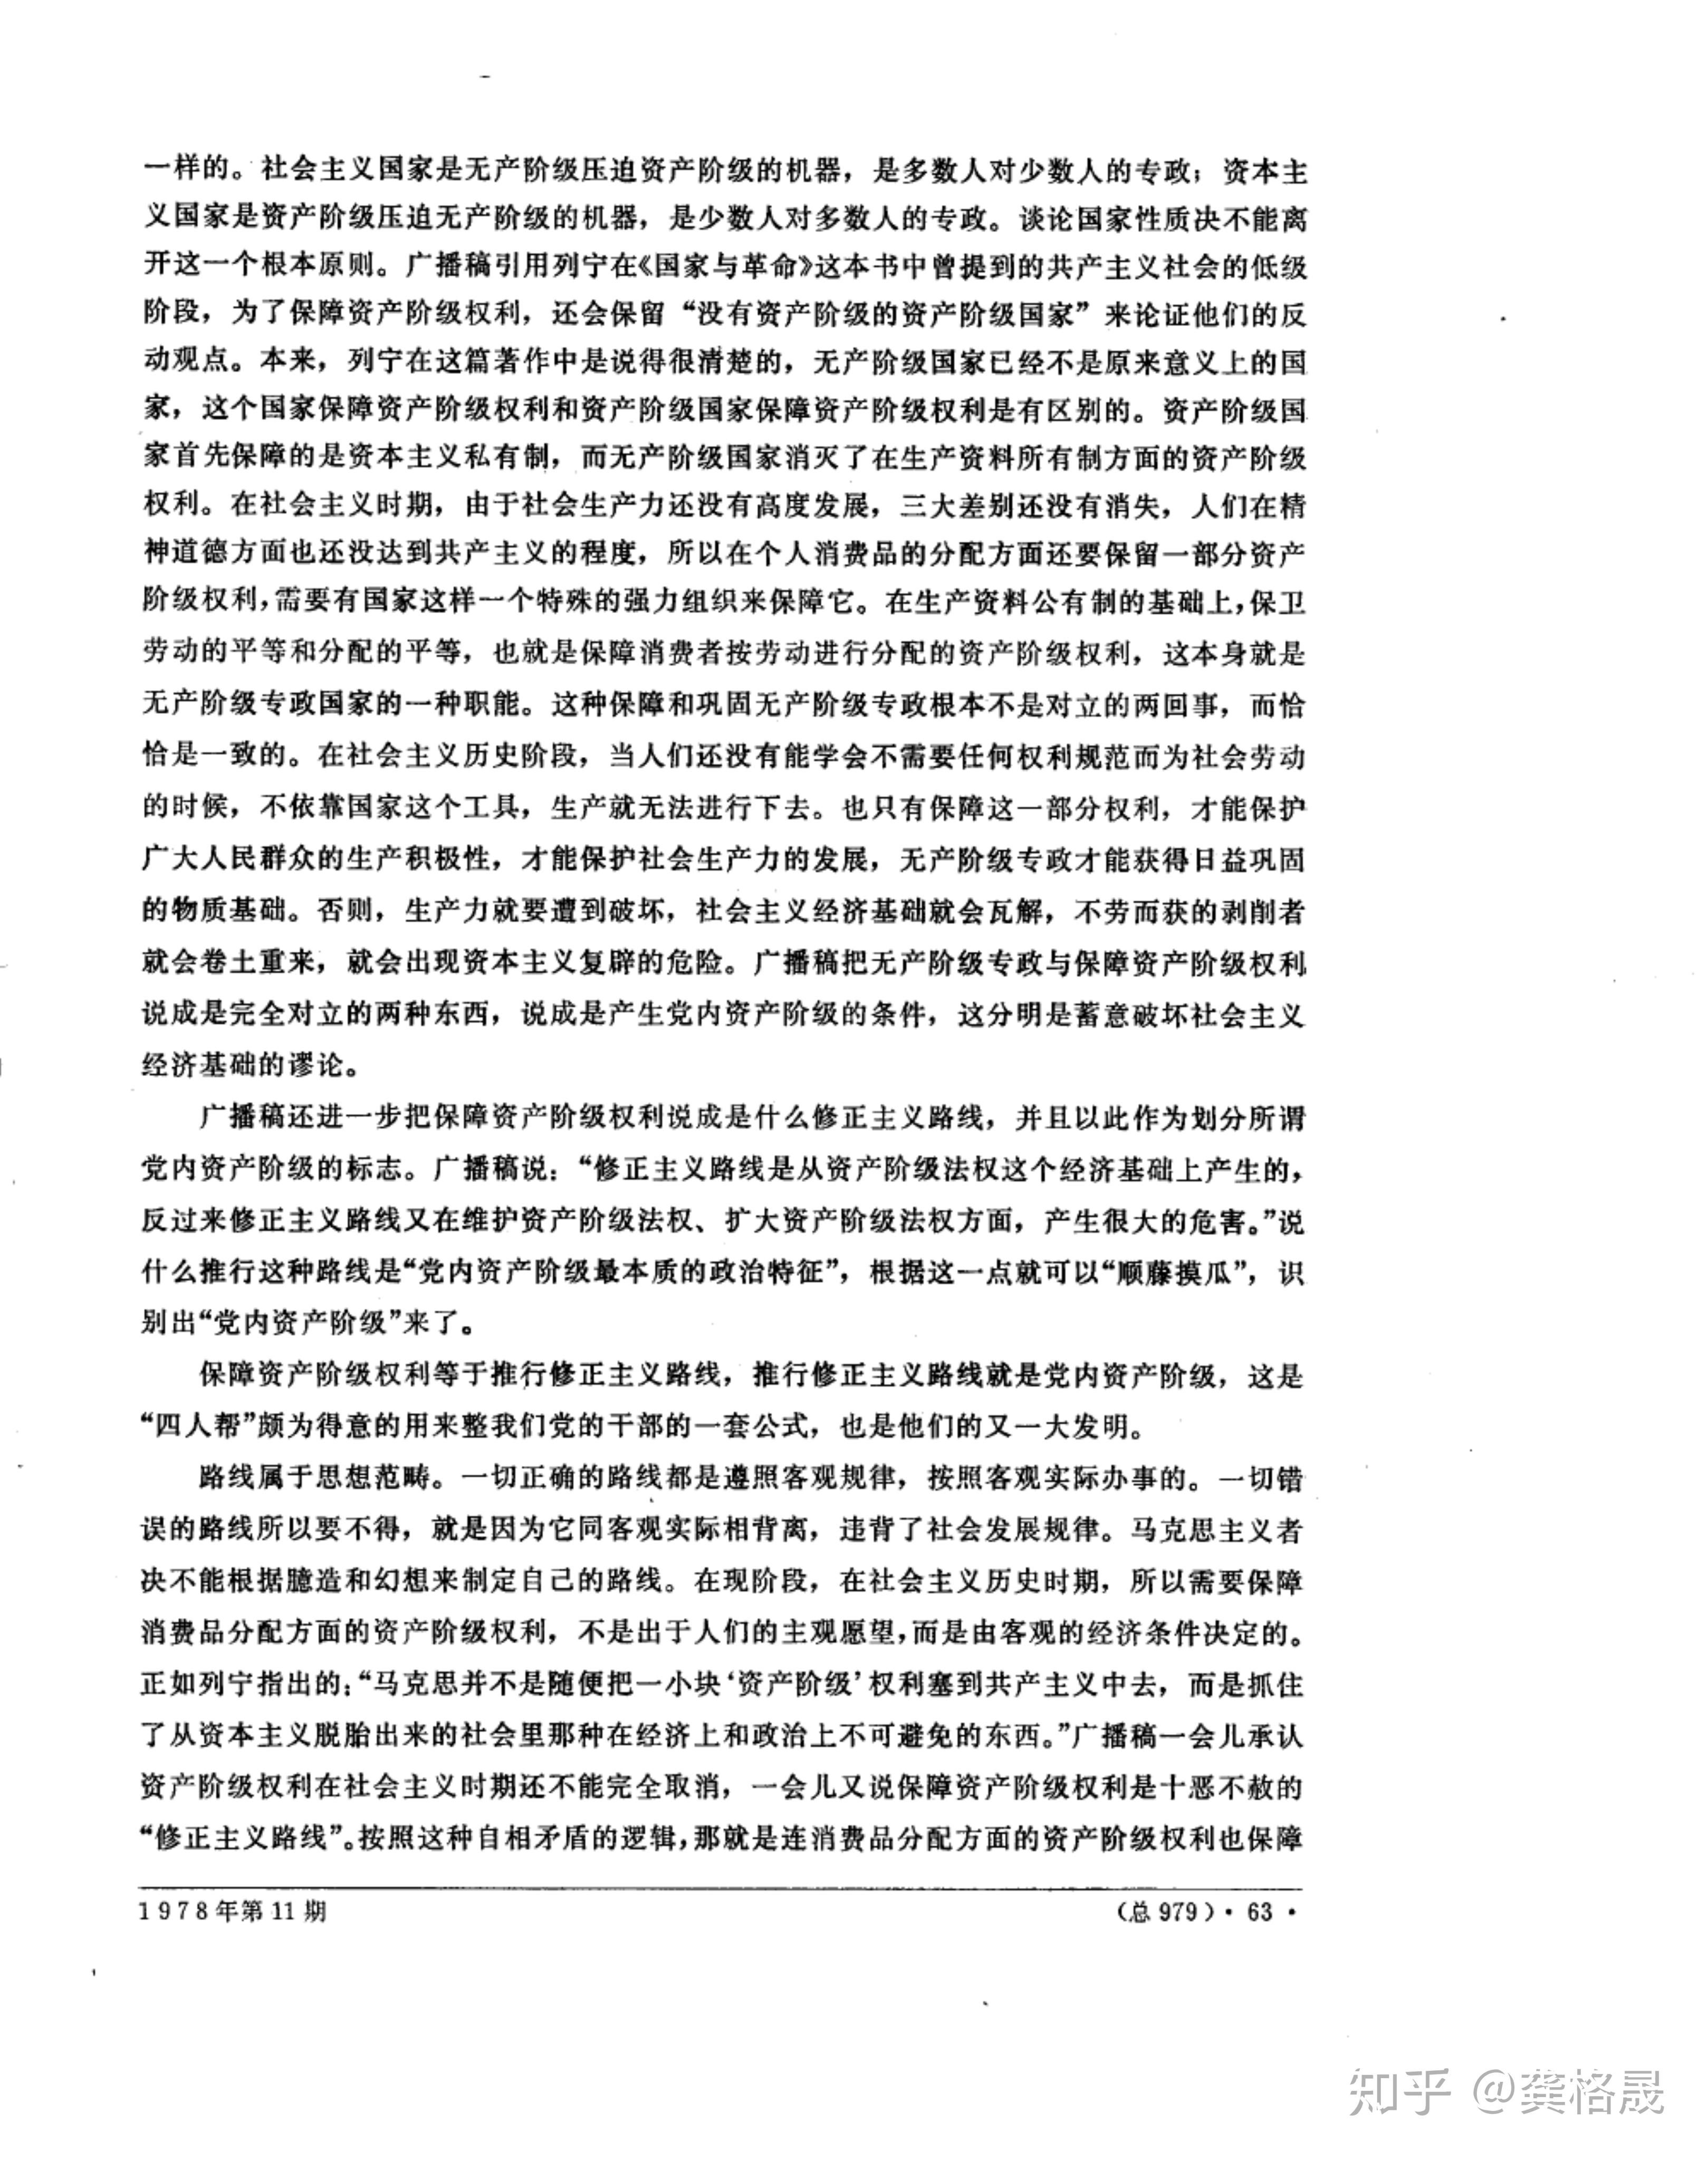 一样的。社会主义国家是无产阶级压迫资产阶级的机器，是多数人对少数人的专政；资本主
义国家是资产阶级压迫无产阶级的机器，是少数人对多数人的专政。谈论国家性质决不能离
开这一个根本原则。广播稿引用列宁在《国家与革命》这本书中曾提到的共产主义社会的低级
阶段，为了保障资产阶级权利，还会保留“没有资产阶级的资产阶级国家”来论证他们的反
动观点。本来，列宁在这篇著作中是说得很清楚的，无产阶级国家已经不是原来意义上的国
家，这个国家保障资产阶级权利和资产阶级国家保障资产阶级权利是有区别的。资产阶级国
家首先保障的是资本主义私有制，而无产阶级国家消灭了在生产资料所有制方面的资产阶级
权利。在社会主义时期，由于社会生产力还没有高度发展，三大差别还没有消失，人们在精
神道德方面也还没达到共产主义的程度，所以在个人消费品的分配方面还要保留一部分资产
阶级权利，需要有国家这样一个特殊的强力组织来保障它。在生产资料公有制的基础上，保卫
劳动的平等和分配的平等，也就是保障消费者按劳动进行分配的资产阶级权利，这本身就是
无产阶级专政国家的一种职能。这种保障和巩固无产阶级专政根本不是对立的两回事，而恰
恰是一致的。在社会主义历史阶段，当人们还没有能学会不需要任何权利规范而为社会劳动
的时候，不依靠国家这个工具，生产就无法进行下去。也只有保障这一部分权利，才能保护
广大人民群众的生产积极性，才能保护社会生产力的发展，无产阶级专政才能获得日益巩固
的物质基础。否则，生产力就要遭到破坏，社会主义经济基础就会瓦解，不劳而获的剥削者
就会卷土重来，就会出现资本主义复辟的危险。广播稿把无产阶级专政与保障资产阶级权利
说成是完全对立的两种东西，说成是产生党内资产阶级的条件，这分明是蓄意破坏社会主义
经济基础的谬论。
广播稿还进一步把保障资产阶级权利说成是什么修正主义路线，并且以此作为划分所谓
党内资产阶级的标志。广播稿说：“修正主义路线是从资产阶级法权这个经济基础上产生的，
反过来修正主义路线又在维护资产阶级法权、扩大资产阶级法权方面，产生很大的危害。”说
什么推行这种路线是“党内资产阶级最本质的政治特征”，根据这一点就可以“顺藤摸瓜”，识
别出“党内资产阶级”来了。
保障资产阶级权利等于推行修正主义路线，推行修正主义路线就是党内资产阶级，这是
“四人帮”颇为得意的用来整我们党的干部的一套公式，也是他们的又一大发明。
路线属于思想范畴。一切正确的路线都是遵照客观规律，按照客观实际办事的。一切错
误的路线所以要不得，就是因为它同客观实际相背离，违背了社会发展规律。马克思主义者
决不能根据臆造和幻想来制定自己的路线。在现阶段，在社会主义历史时期，所以需要保障
消费品分配方面的资产阶级权利，不是出于人们的主观愿望，而是由客观的经济条件决定的。
正如列宁指出的：“马克思并不是随便把一小块‘资产阶级’权利塞到共产主义中去，而是抓住
了从资本主义脱胎出来的社会里那种在经济上和政治上不可避免的东西。”广播稿一会儿承认
资产阶级权利在社会主义时期还不能完全取消，一会儿又说保障资产阶级权利是十恶不赦的
“修正主义路线”。按照这种自相矛盾的逻辑，那就是连消费品分配方面的资产阶级权利也保障
1978年第11期
（总979）· 63 ·
知乎 @龚格晟